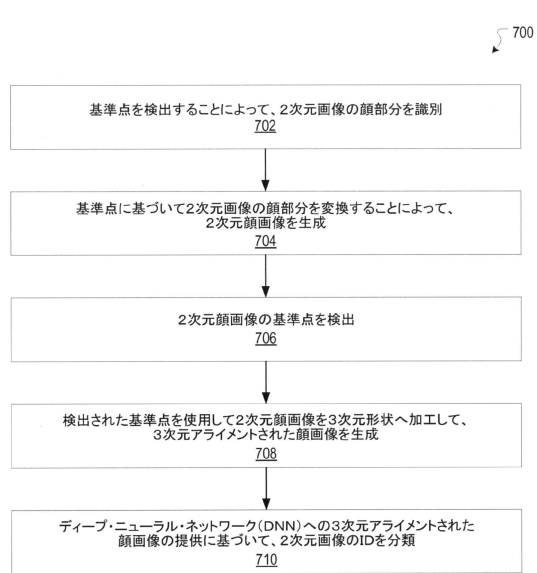 700
基準点を検出することによって、2次元画像の顔部分を識別
702
基準点に基づいて2次元画像の顔部分を変換することによって、
2次元顔画像を生成
704
2次元顔画像の基準点を検出
706
検出された基準点を使用して2次元顔画像を3次元形状へ加工して、
3次元アライメントされた顔画像を生成
708
ディープ・ニューラル・ネットワーク(DNN)への3次元アライメントされた
顔画像の提供に基づいて、2次元画像のIDを分類
710